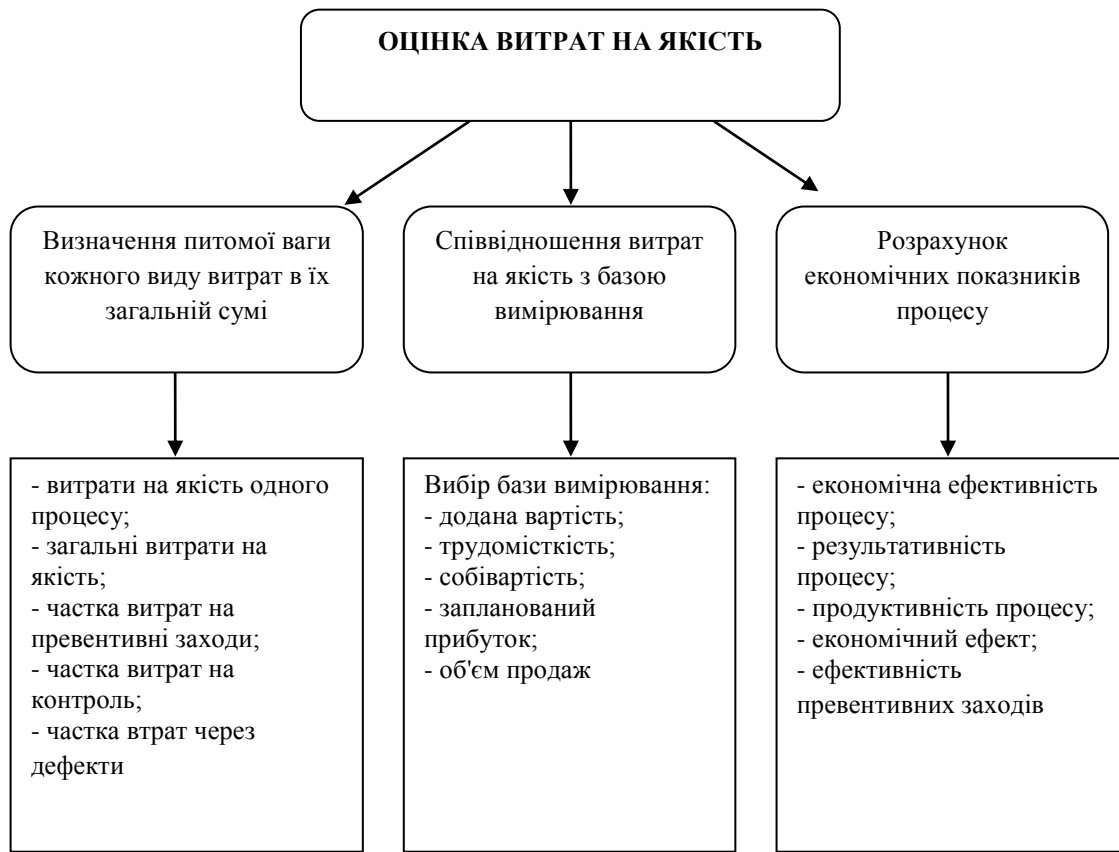 ОЦІНКА ВИТРАТ НА ЯКІСТЬ
Визначення питомої ваги
кожного виду витрат в їх
загальній сумі
Співвідношення витрат
на якість з базою
вимірювання
Розрахунок
економічних показників
процесу
- витрати на якість одного
процесу;
- загальні витрати на
якість;
- частка витрат на
превентивні заходи;
- частка витрат на
контроль;
- частка втрат через
дефекти
Вибір бази вимірювання:
- додана вартість;
- трудомісткість;
- собівартість;
- запланований
прибуток;
- об'єм продаж
- економічна ефективність
процесу;
- результативність
процесу;
- продуктивність процесу;
- економічний ефект;
- ефективність
превентивних заходів